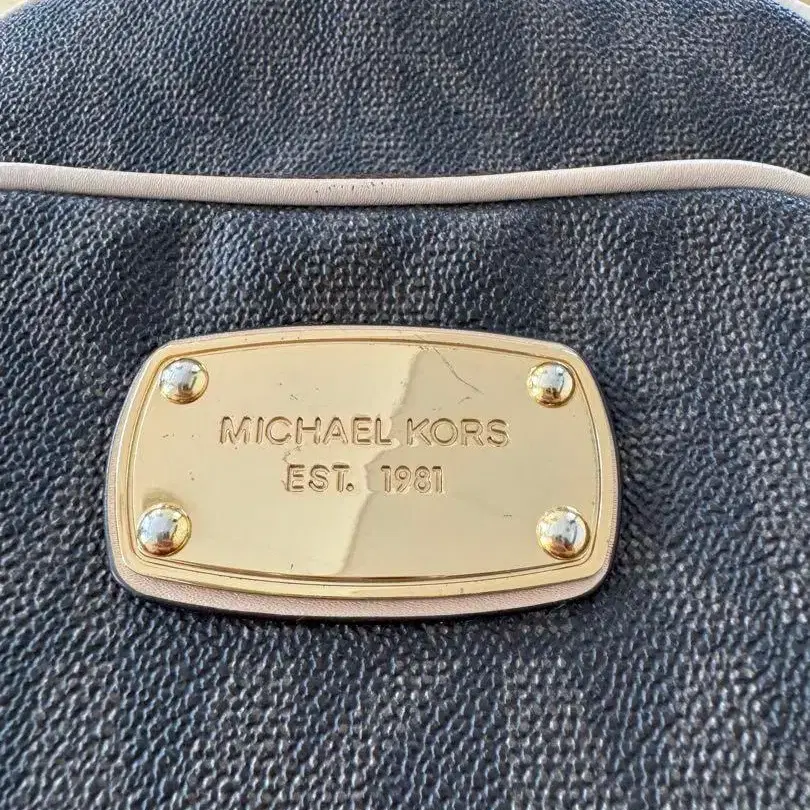 MICHAEL KORS
EST. 1981